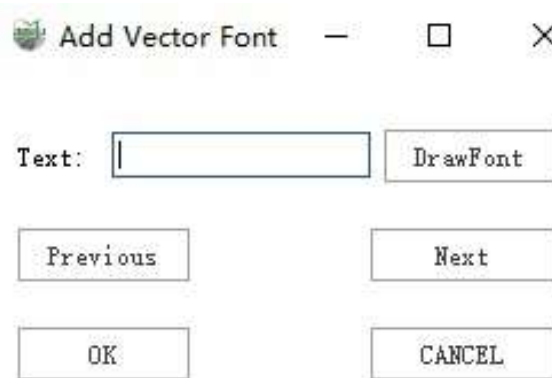 Add Vector Font
Text: DrawFont
Previous Next
OK CANCEL